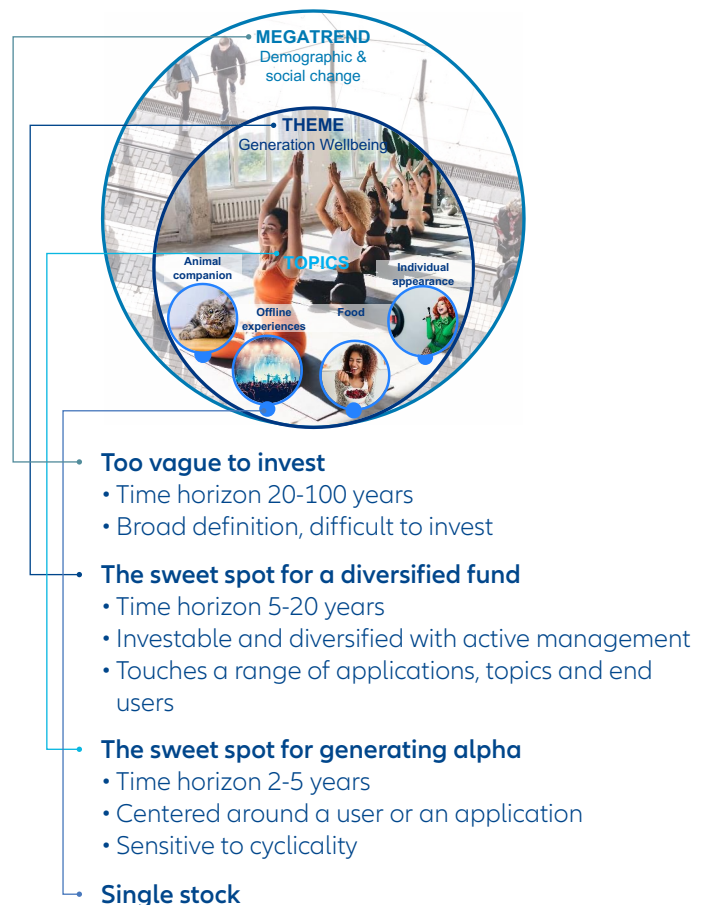 MEGATREND
Demographic &
social change
THEME
Generation Wellbeing
TOPICS
Animal
companion
Offline
experiences
Food
Individual
appearance
Too vague to invest
• Time horizon 20-100 years
• Broad definition, difficult to invest
The sweet spot for a diversified fund
• Time horizon 5-20 years
• Investable and diversified with active management
• Touches a range of applications, topics and end
users
The sweet spot for generating alpha
• Time horizon 2-5 years
• Centered around a user or an application
• Sensitive to cyclicality
Single stock